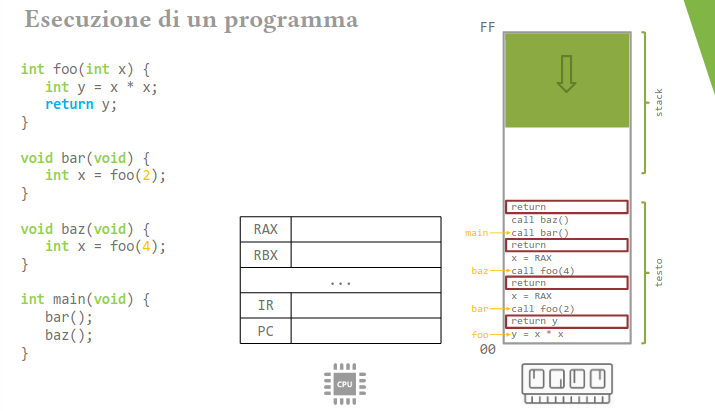 Esecuzione di un programma
int foo(int x) {
int y = x * x;
return y;
}
void bar(void) {
int x = foo(2);
}
void baz(void) {
int x = foo(4);
}
int main(void) {
bar();
baz();
}
RAX
RBX
...
IR
PC
CPU
FF
stack
return
call baz()
main
call bar()
return
x = RAX
baz
call foo(4)
return
x = RAX
bar
call foo(2)
return y
foo
y = x * x
00
testo